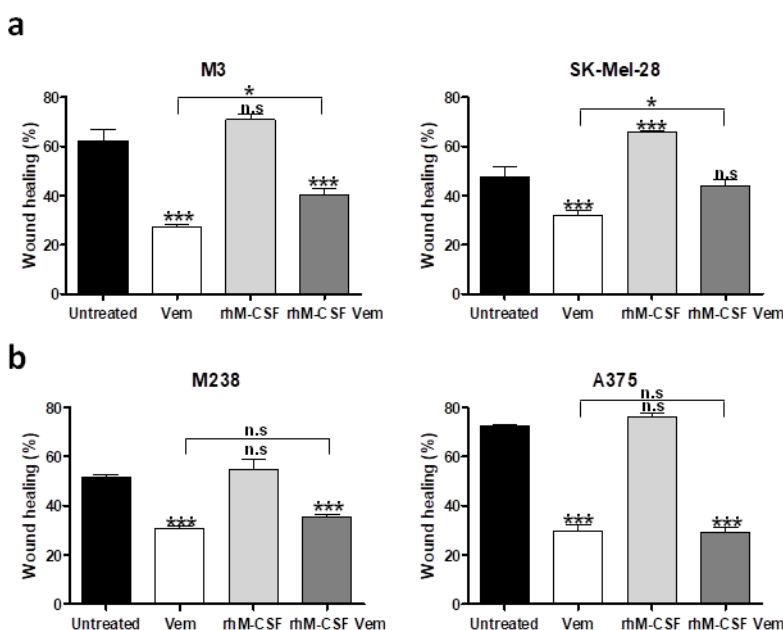 a
M3
SK-Mel-28
Wound healing (%)
80
60
40
20
0
*
n.s
***
***
Untreated
Vem
rhM-CSF
rhM-CSF Vem
Wound healing (%)
80
60
40
20
0
*
***
n.s
***
Untreated
Vem
rhM-CSF
rhM-CSF Vem
b
M238
A375
Wound healing (%)
80
60
40
20
0
n.s
n.s
***
***
Untreated
Vem
rhM-CSF
rhM-CSF Vem
Wound healing (%)
80
60
40
20
0
n.s
n.s
***
***
Untreated
Vem
rhM-CSF
rhM-CSF Vem